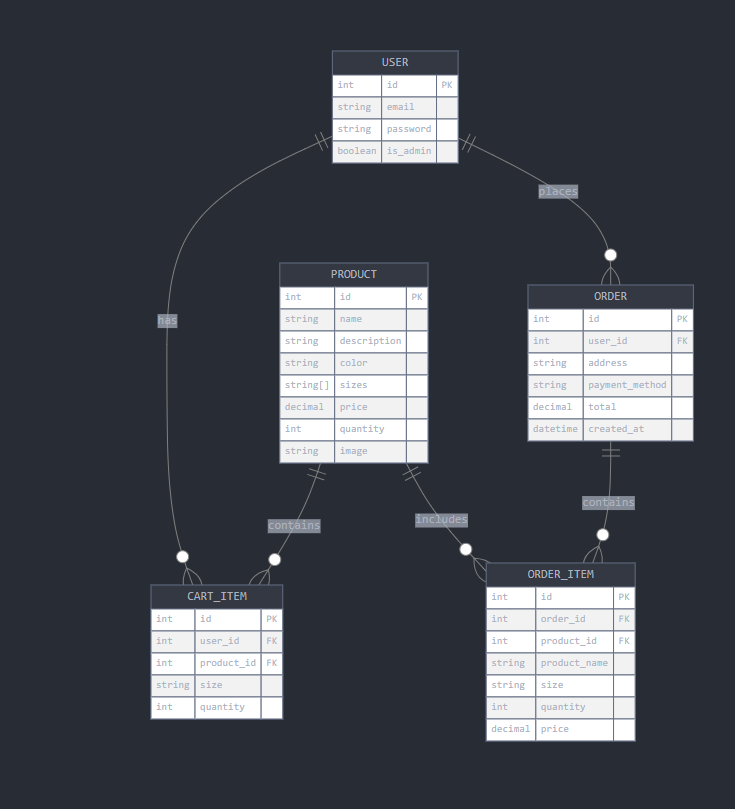 USER
int id PK
string email
string password
boolean is_admin
places
PRODUCT
int id PK
string name
string description
string color
string[] sizes
decimal price
int quantity
string image
ORDER
int id PK
int user_id FK
string address
string payment_method
decimal total
datetime created_at
has
contains
includes
contains
CART_ITEM
int id PK
int user_id FK
int product_id FK
string size
int quantity
ORDER_ITEM
int id PK
int order_id FK
int product_id FK
string product_name
string size
int quantity
decimal price